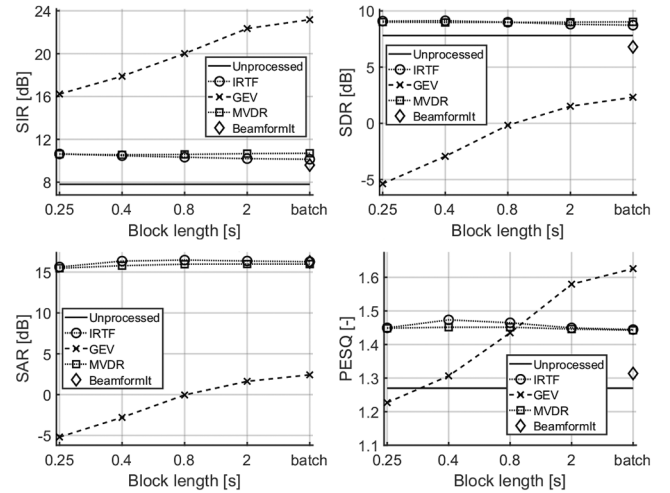 24
20
16
12
8
SIR [dB]
Unprocessed
IRTF
GEV
MVDR
BeamformIt
0.25 0.4 0.8 2 batch
Block length [s]
10
5
0
-5
SDR [dB]
Unprocessed
IRTF
GEV
MVDR
BeamformIt
0.25 0.4 0.8 2 batch
Block length [s]
15
10
5
0
-5
SAR [dB]
Unprocessed
IRTF
GEV
MVDR
BeamformIt
0.25 0.4 0.8 2 batch
Block length [s]
1.6
1.5
1.4
1.3
1.2
1.1
PESQ [-]
Unprocessed
IRTF
GEV
MVDR
BeamformIt
0.25 0.4 0.8 2 batch
Block length [s]